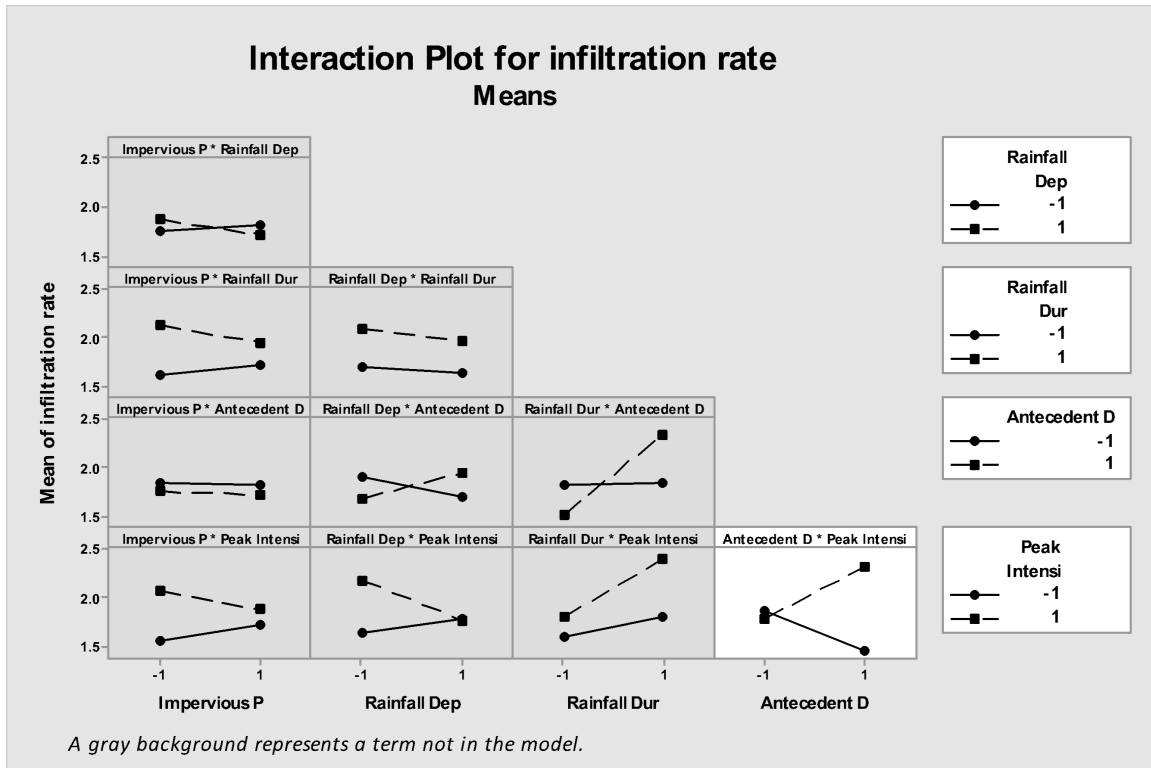 Interaction Plot for infiltration rate
Means
Mean of infiltration rate
Impervious P * Rainfall Dep
2.5
2.0
1.5
Rainfall
Dep
-1
1
Impervious P * Rainfall Dur
Rainfall Dep * Rainfall Dur
2.5
2.0
1.5
Rainfall
Dur
-1
1
Impervious P * Antecedent D
Rainfall Dep * Antecedent D
Rainfall Dur * Antecedent D
2.5
2.0
1.5
Antecedent D
-1
1
Impervious P * Peak Intensi
Rainfall Dep * Peak Intensi
Rainfall Dur * Peak Intensi
Antecedent D * Peak Intensi
2.5
2.0
1.5
Peak
Intensi
-1
1
-1 1 -1 1 -1 1 -1 1
Impervious P Rainfall Dep Rainfall Dur Antecedent D
A gray background represents a term not in the model.